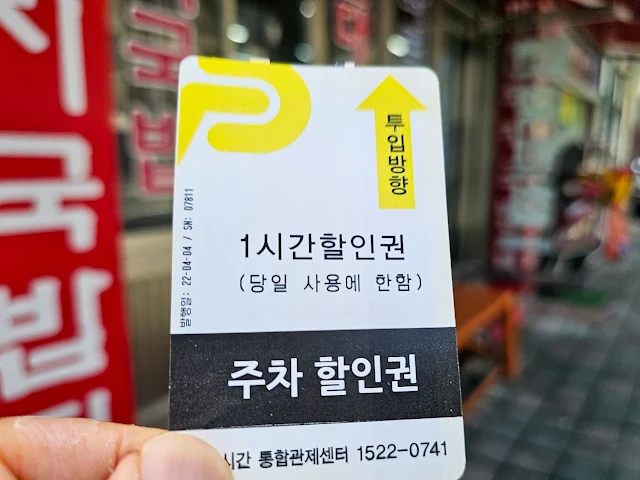 투입방향
발행일: 22-04-04 / SN: 07811
1시간할인권
(당일 사용에 한함)
주차 할인권
시간 통합관제센터 1522-0741
국밥